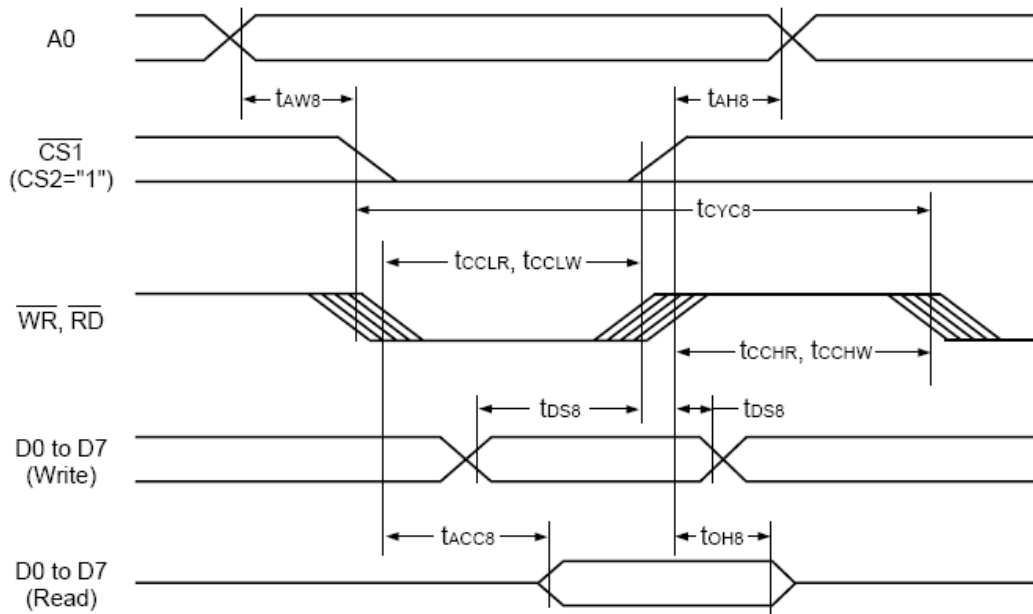 A0
tAW8
tAH8
CS1
(CS2="1")
tCYC8
tCCLR, tCCLW
WR, RD
tCCHR, tCCHW
tDS8
tDS8
D0 to D7
(Write)
tACC8
tOH8
D0 to D7
(Read)